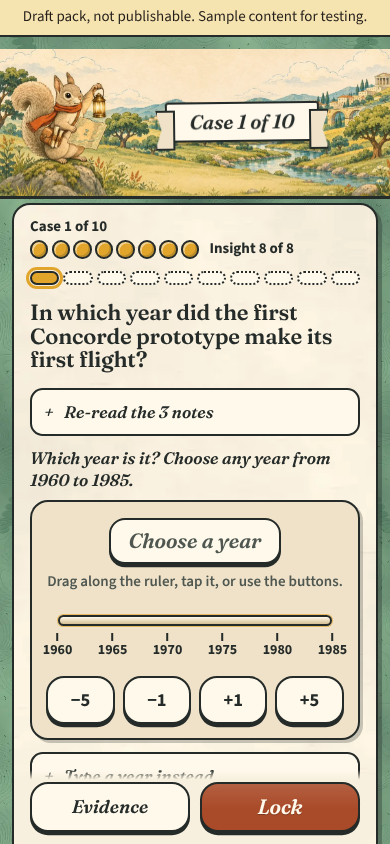 Draft pack, not publishable. Sample content for testing.
Case 1 of 10
Case 1 of 10
Insight 8 of 8
In which year did the first
Concorde prototype make its
first flight?
+ Re-read the 3 notes
Which year is it? Choose any year from
1960 to 1985.
Choose a year
Drag along the ruler, tap it, or use the buttons.
1960 1965 1970 1975 1980 1985
−5 −1 +1 +5
+ Type a year instead
Evidence Lock